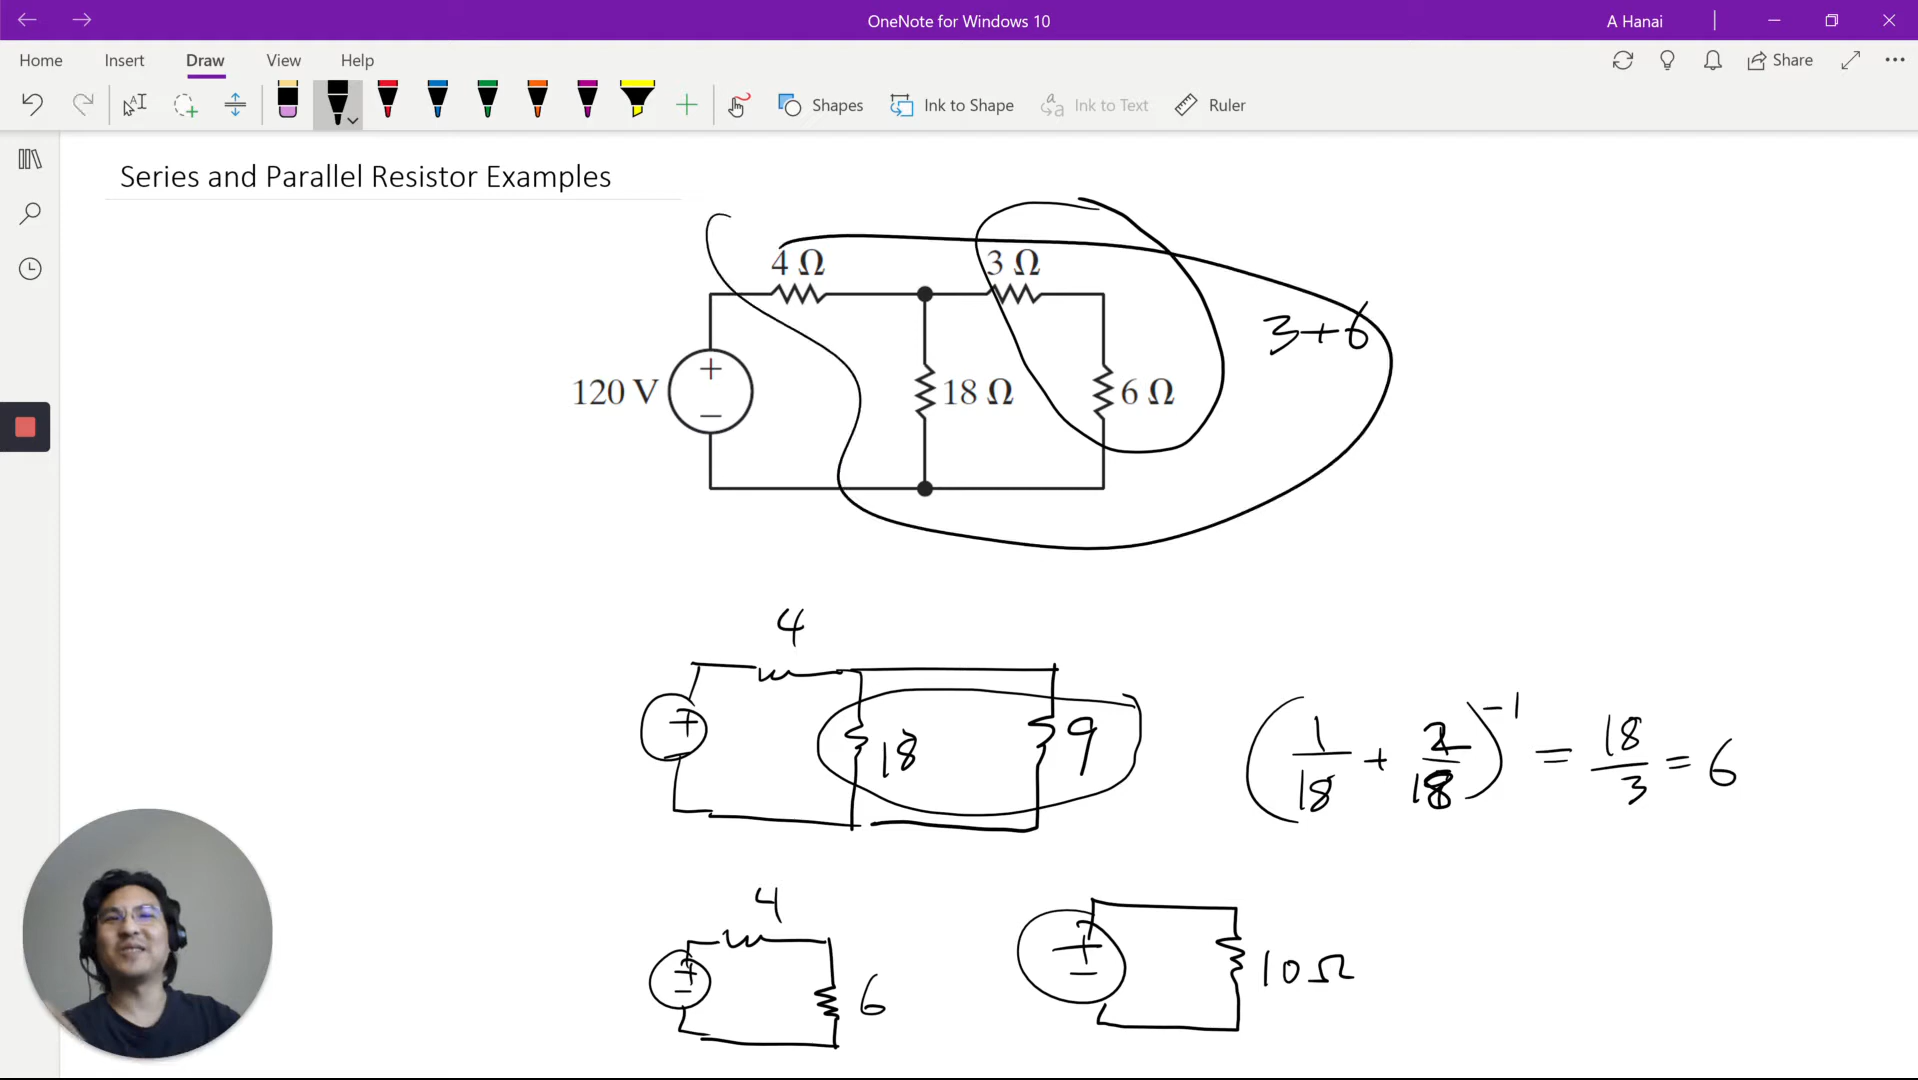 OneNote for Windows 10
A Hanai
Home Insert Draw View Help
Share
Shapes Ink to Shape Ink to Text Ruler
Series and Parallel Resistor Examples
4 Ω 3 Ω
3+6
120 V + − 18 Ω 6 Ω
4
+ 18 9
(1/18 + 2/18)^-1 = 18/3 = 6
4
+ − 6
+ − 10Ω